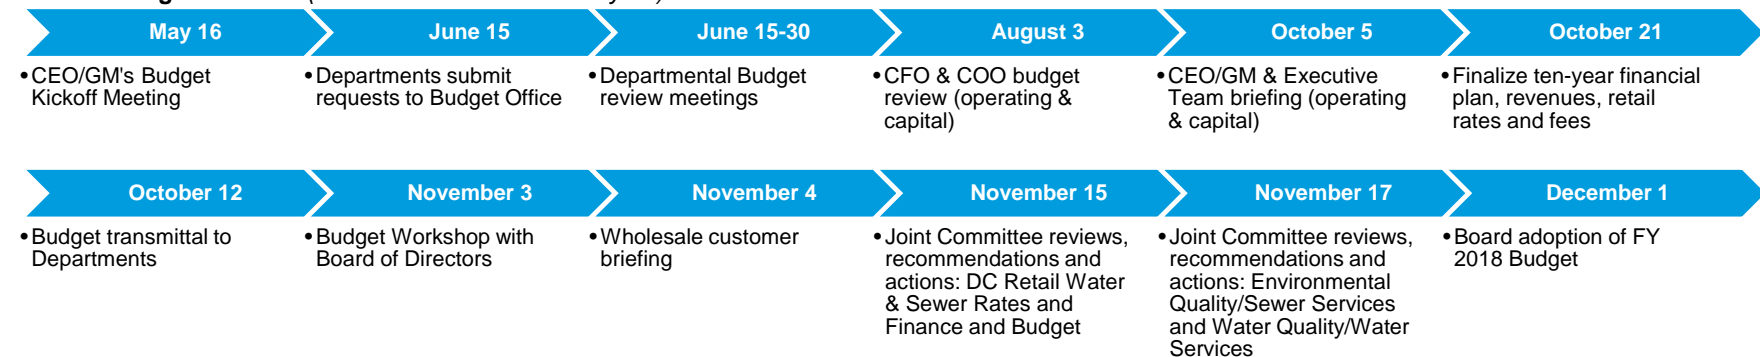 May 16
June 15
June 15-30
August 3
October 5
October 21
•CEO/GM's Budget
Kickoff Meeting
•Departments submit
requests to Budget Office
•Departmental Budget
review meetings
•CFO & COO budget
review (operating &
capital)
•CEO/GM & Executive
Team briefing (operating
& capital)
•Finalize ten-year financial
plan, revenues, retail
rates and fees
October 12
November 3
November 4
November 15
November 17
December 1
•Budget transmittal to
Departments
•Budget Workshop with
Board of Directors
•Wholesale customer
briefing
•Joint Committee reviews,
recommendations and
actions: DC Retail Water
& Sewer Rates and
Finance and Budget
•Joint Committee reviews,
recommendations and
actions: Environmental
Quality/Sewer Services
and Water Quality/Water
Services
•Board adoption of FY
2018 Budget